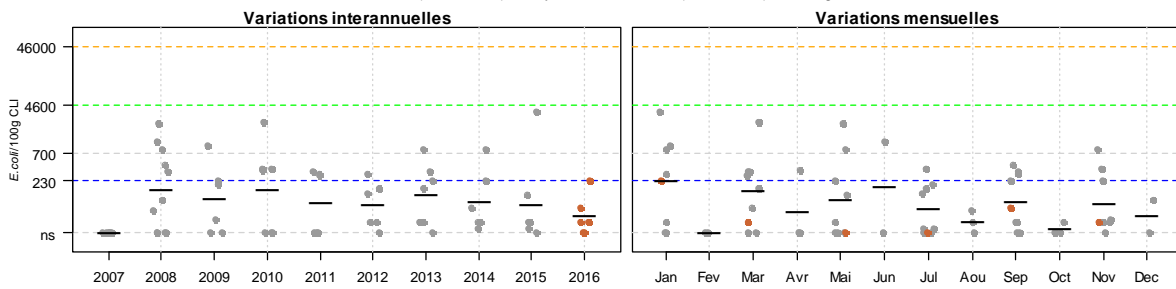 Variations interannuelles
Variations mensuelles
46000
4600
700
230
ns
E.coli/100g CLI
2007 2008 2009 2010 2011 2012 2013 2014 2015 2016
Jan Fev Mar Avr Mai Jun Jul Aou Sep Oct Nov Dec